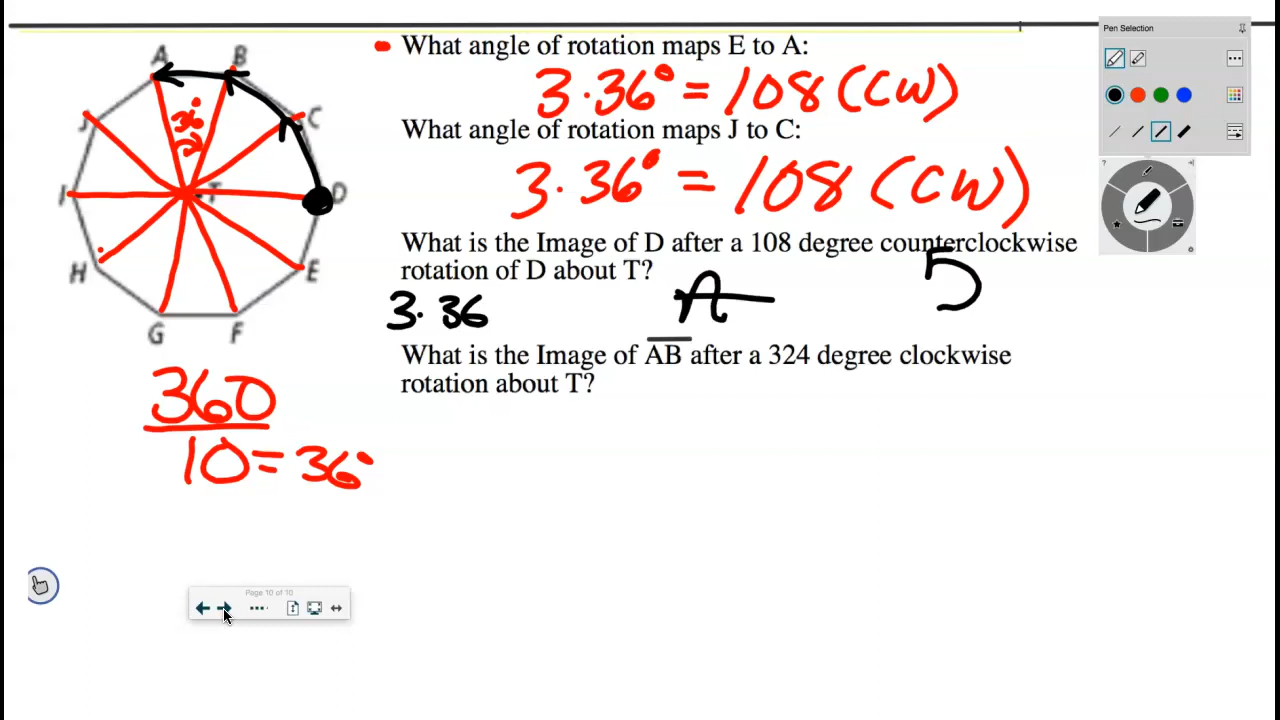 A B
What angle of rotation maps E to A:
3·36° = 108 (CW)
J 36° C
What angle of rotation maps J to C:
3·36° = 108 (CW)
I T D
What is the Image of D after a 108 degree counterclockwise
rotation of D about T?
H E
3·36 A
G F
What is the Image of AB after a 324 degree clockwise
rotation about T?
360
10 = 36°
Pen Selection
Page 10 of 10